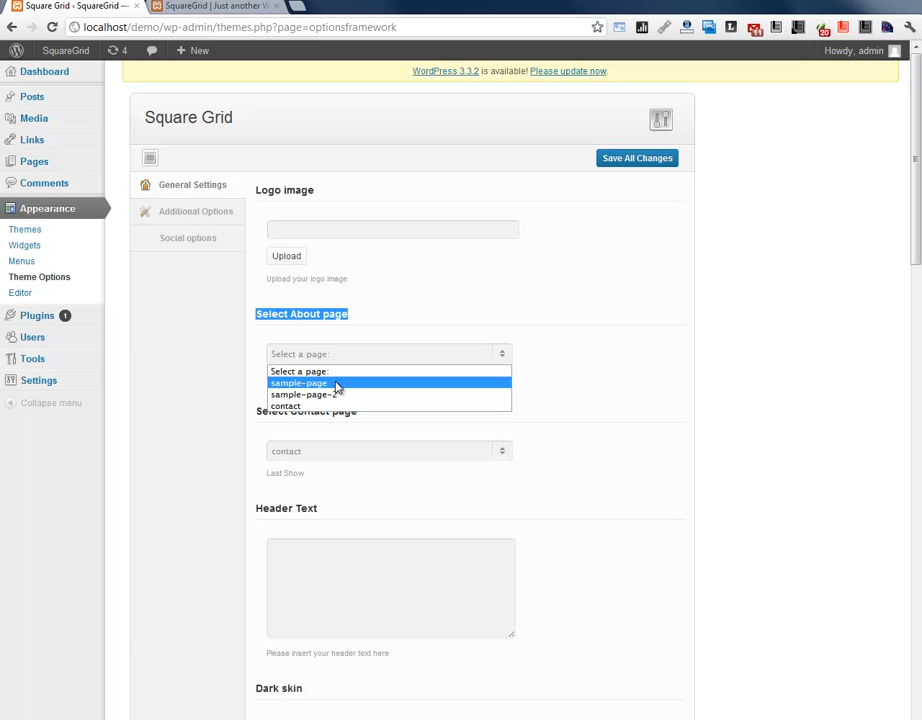 Square Grid ‹ SquareGrid —
SquareGrid | Just another W
localhost/demo/wp-admin/themes.php?page=optionsframework
SquareGrid
4
New
Howdy, admin
WordPress 3.3.2 is available! Please update now.
Dashboard
Posts
Media
Links
Pages
Comments
Appearance
Themes
Widgets
Menus
Theme Options
Editor
Plugins 1
Users
Tools
Settings
Collapse menu
Square Grid
Save All Changes
General Settings
Additional Options
Social options
Logo image
Upload
Upload your logo image.
Select About page
Select a page:
Select a page:
sample-page
sample-page-2
contact
Select Contact page
contact
Last Show
Header Text
Please insert your header text here
Dark skin